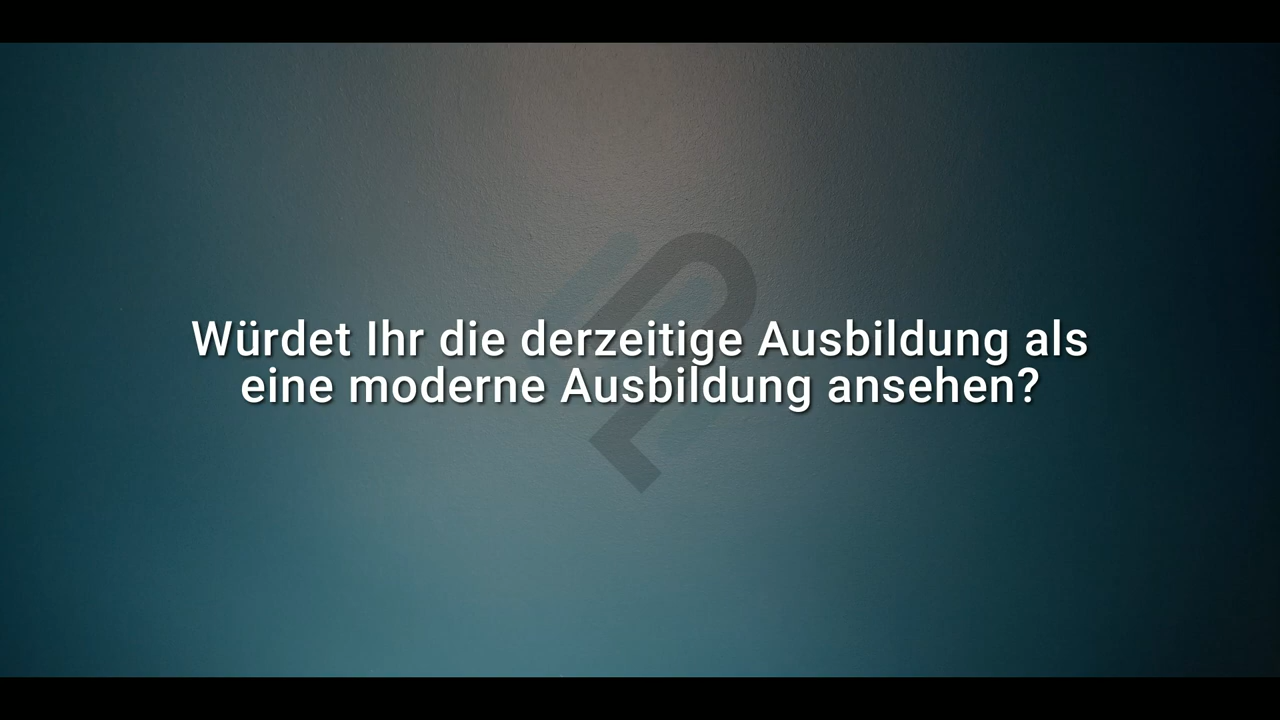 Würdet Ihr die derzeitige Ausbildung als
eine moderne Ausbildung ansehen?